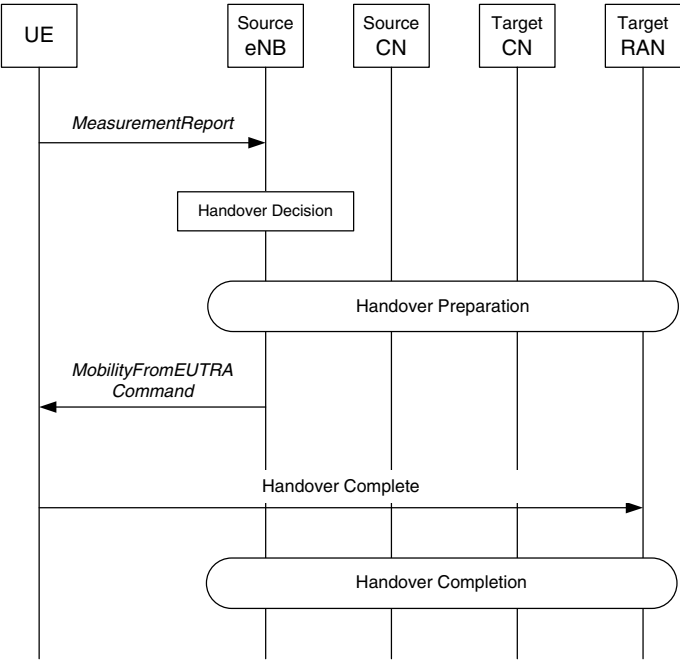 UE
Source
eNB
Source
CN
Target
CN
Target
RAN
MeasurementReport
Handover Decision
Handover Preparation
MobilityFromEUTRA
Command
Handover Complete
Handover Completion